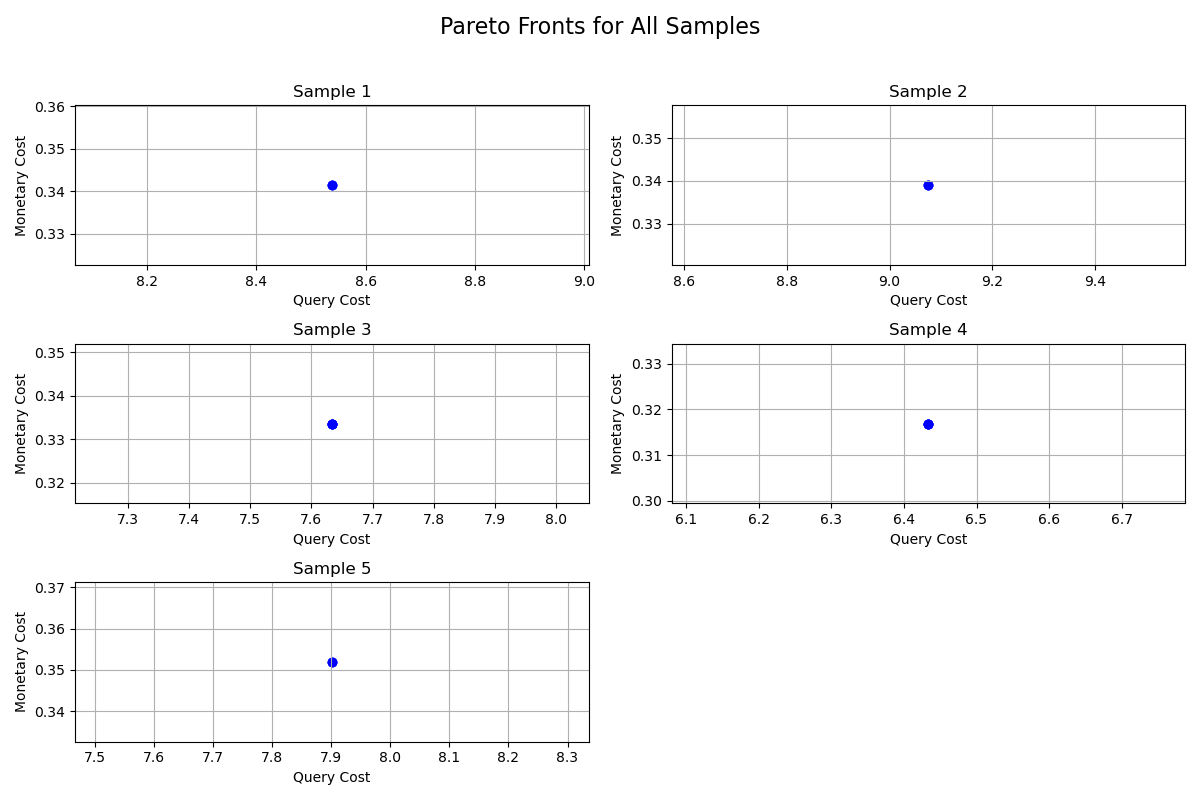 Pareto Fronts for All Samples
Sample 1
0.36
0.35
0.34
0.33
Monetary Cost
8.2 8.4 8.6 8.8 9.0
Query Cost
Sample 2
0.35
0.34
0.33
Monetary Cost
8.6 8.8 9.0 9.2 9.4
Query Cost
Sample 3
0.35
0.34
0.33
0.32
Monetary Cost
7.3 7.4 7.5 7.6 7.7 7.8 7.9 8.0
Query Cost
Sample 4
0.33
0.32
0.31
0.30
Monetary Cost
6.1 6.2 6.3 6.4 6.5 6.6 6.7
Query Cost
Sample 5
0.37
0.36
0.35
0.34
Monetary Cost
7.5 7.6 7.7 7.8 7.9 8.0 8.1 8.2 8.3
Query Cost